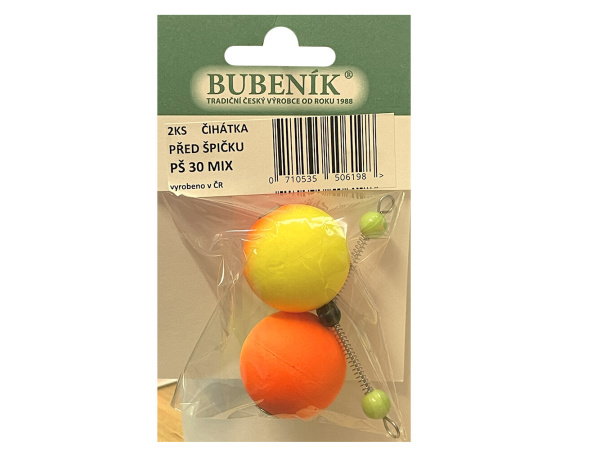 BUBENÍK®
TRADIČNÍ ČESKÝ VÝROBCE OD ROKU 1988
2KS ČIHÁTKA
PŘED ŠPIČKU
PŠ 30 MIX
vyrobeno v ČR
0 710535 506198 >